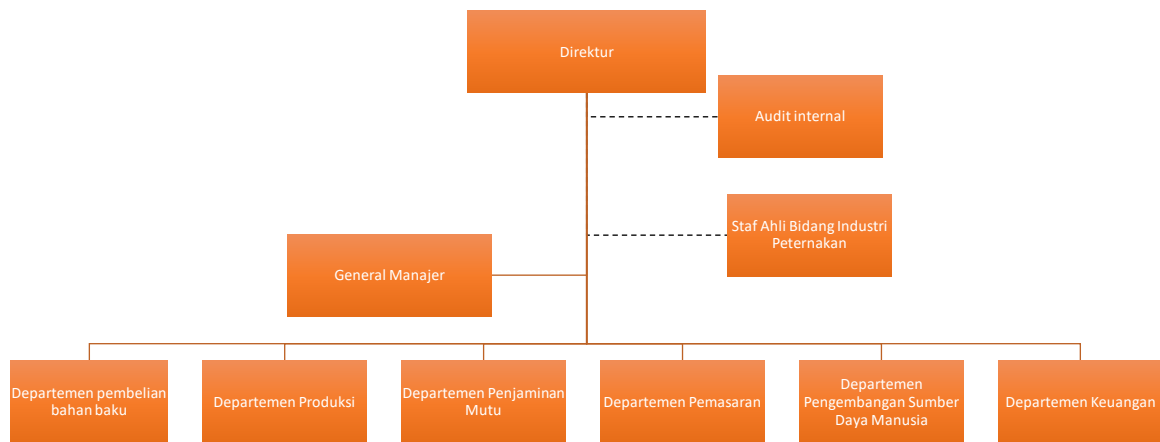 Direktur
Audit internal
Staf Ahli Bidang Industri
Peternakan
General Manajer
Departemen pembelian
bahan baku
Departemen Produksi
Departemen Penjaminan
Mutu
Departemen Pemasaran
Departemen
Pengembangan Sumber
Daya Manusia
Departemen Keuangan